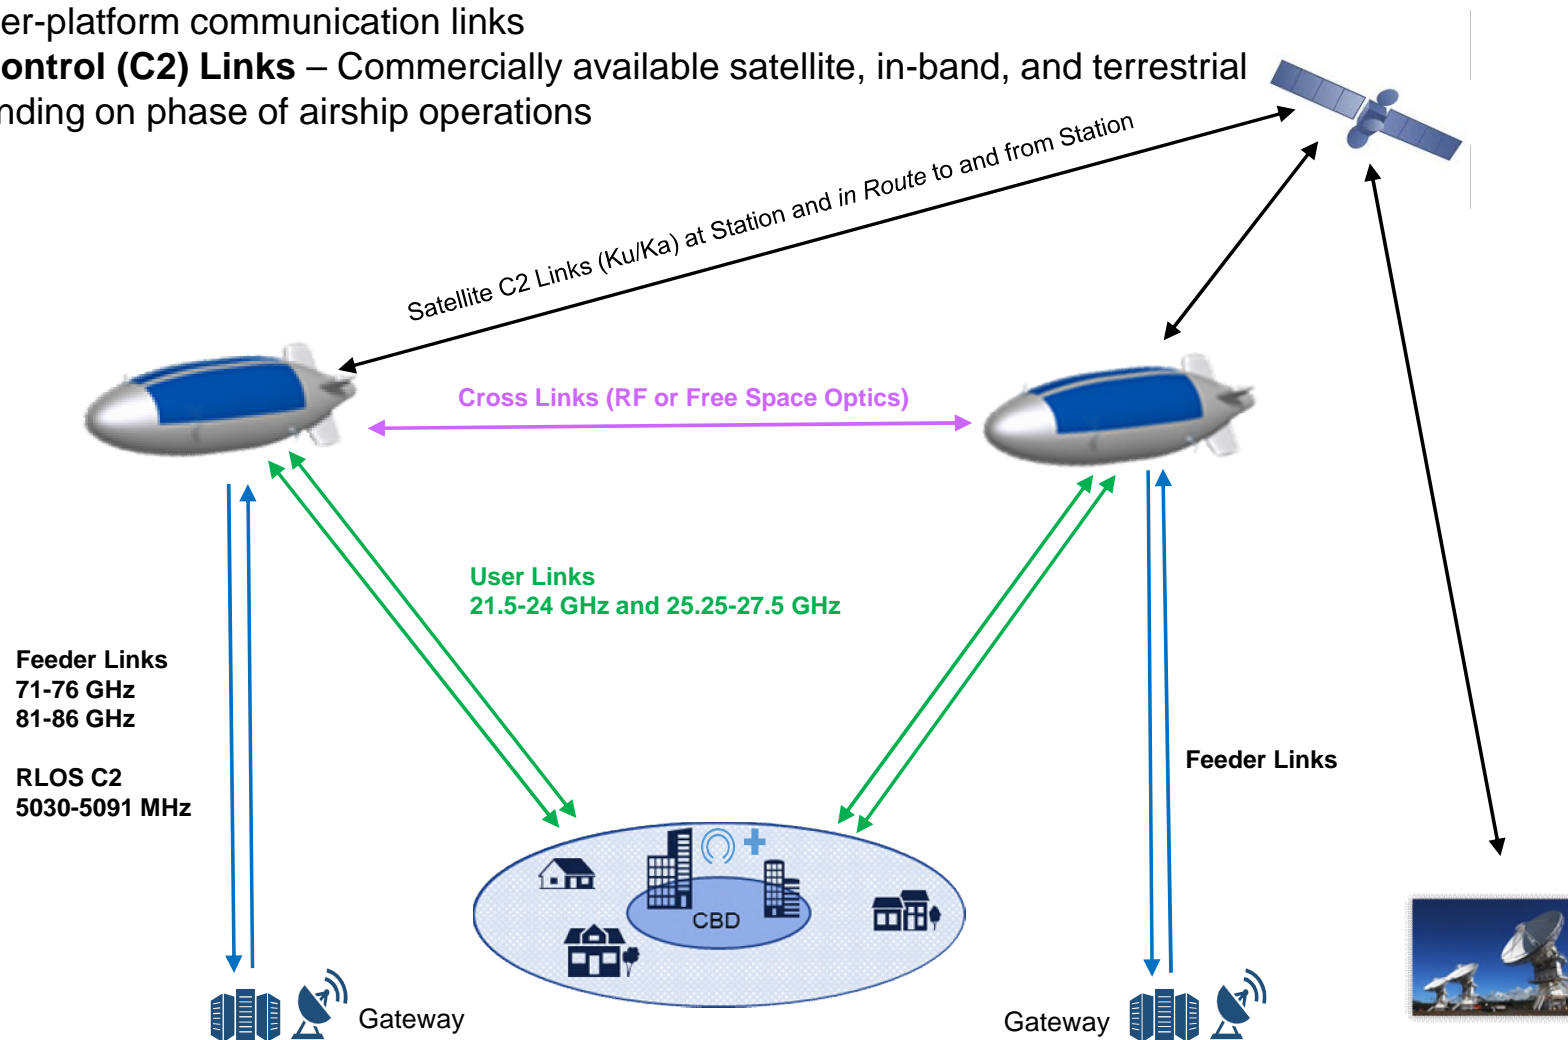 er-platform communication links
ontrol (C2) Links – Commercially available satellite, in-band, and terrestrial
nding on phase of airship operations
Satellite C2 Links (Ku/Ka) at Station and in Route to and from Station
Cross Links (RF or Free Space Optics)
User Links
21.5-24 GHz and 25.25-27.5 GHz
Feeder Links
71-76 GHz
81-86 GHz
RLOS C2
5030-5091 MHz
Feeder Links
CBD
Gateway
Gateway